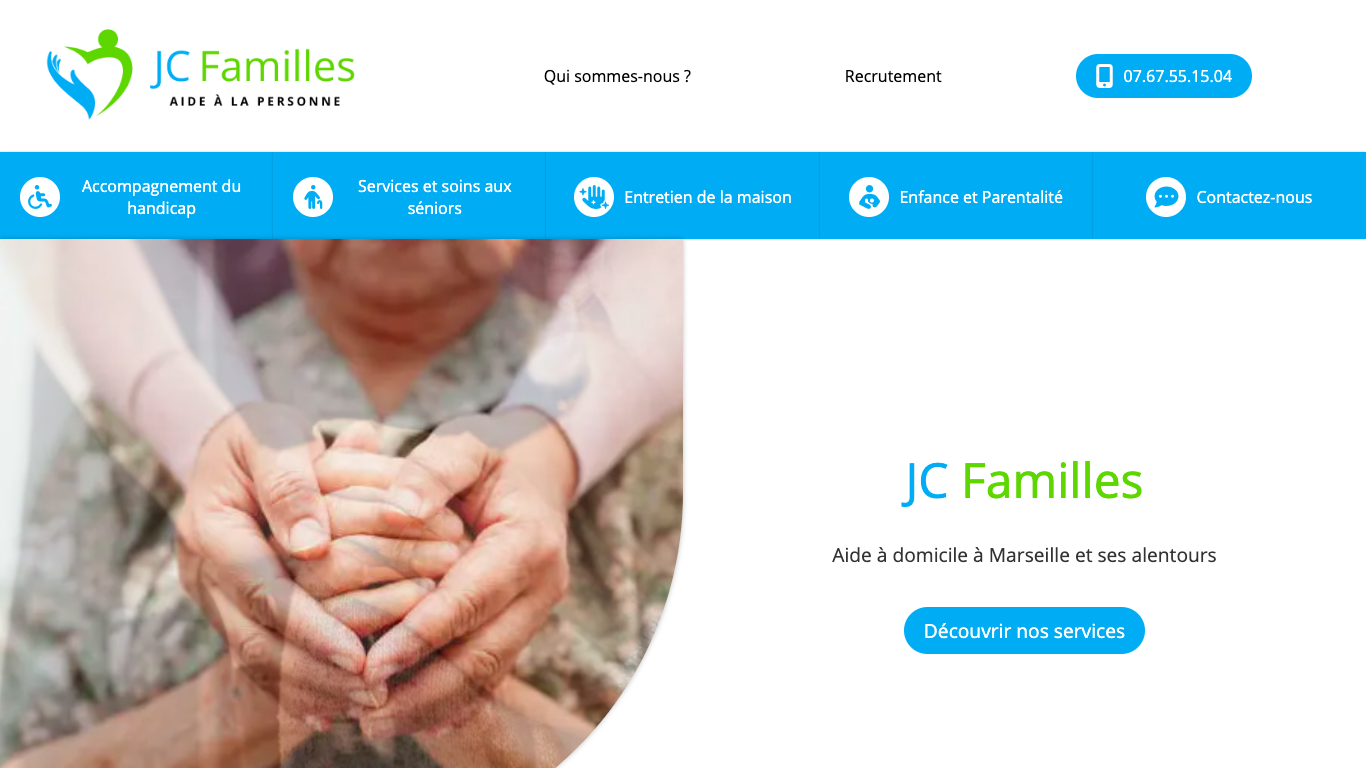 JC Familles
AIDE À LA PERSONNE
Qui sommes-nous ?
Recrutement
07.67.55.15.04
Accompagnement du
handicap
Services et soins aux
séniors
Entretien de la maison
Enfance et Parentalité
Contactez-nous
JC Familles
Aide à domicile à Marseille et ses alentours
Découvrir nos services